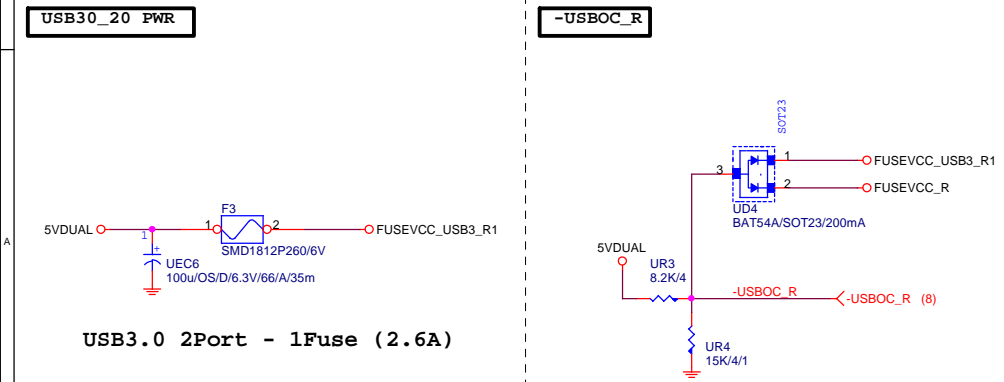 USB30_20 PWR
5VDUAL
1
UEC6
100u/OS/D/6.3V/66/A/35m
F3
1
2
SMD1812P260/6V
FUSEVCC_USB3_R1
USB3.0 2Port - 1Fuse (2.6A)
A
-USBOC_R
SOT23
3
1
2
FUSEVCC_USB3_R1
FUSEVCC_R
UD4
BAT54A/SOT23/200mA
5VDUAL
UR3
8.2K/4
-USBOC_R
-USBOC_R (8)
UR4
15K/4/1